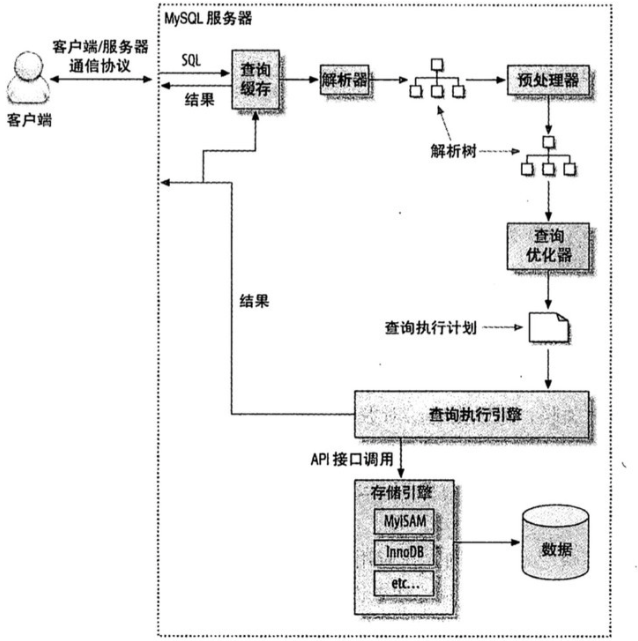 MySQL 服务器
客户端/服务器
通信协议
客户端
SQL
结果
查询
缓存
解析器
预处理器
解析树
查询
优化器
查询执行计划
结果
查询执行引擎
API 接口调用
存储引擎
MyISAM
InnoDB
etc...
数据